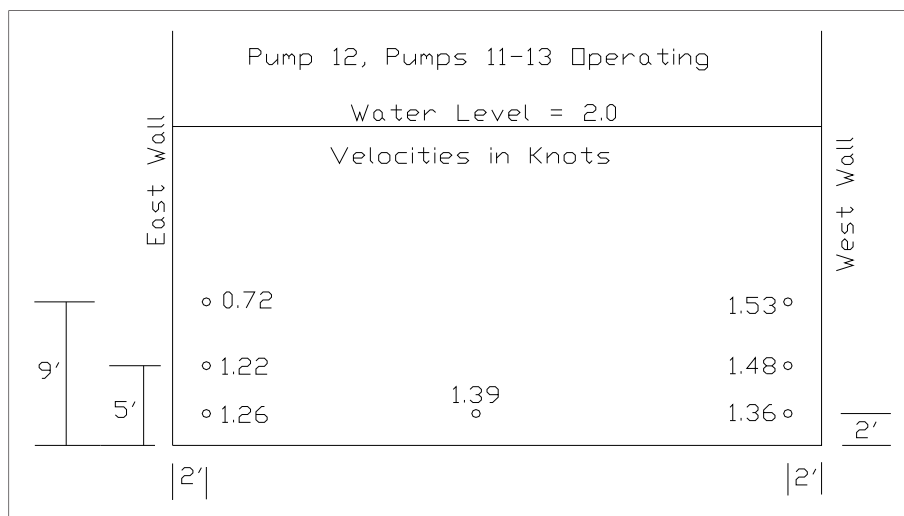 Pump 12, Pumps 11-13 Operating
Water Level = 2.0
Velocities in Knots
East Wall
West Wall
0.72
1.53
9'
1.22
1.48
5'
1.26
1.39
1.36
2'
2'
2'